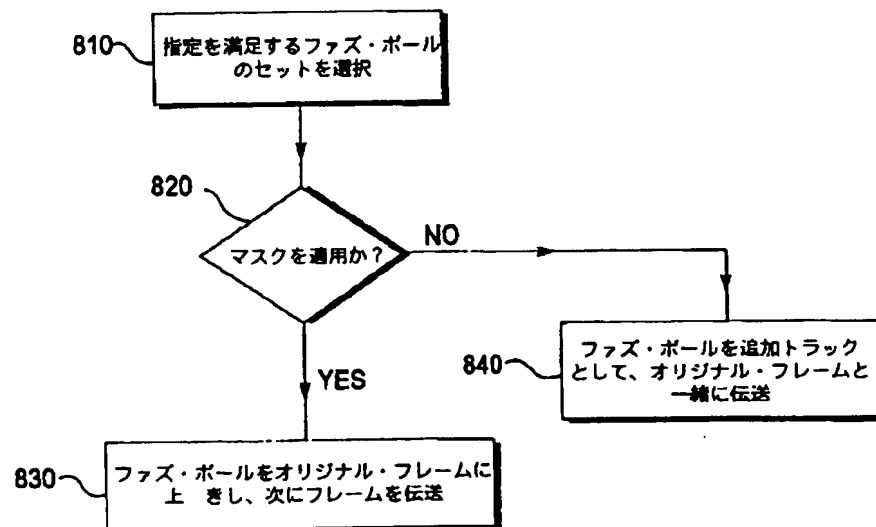 810
指定を満足するファズ・ボール
のセットを選択
820
マスクを適用か?
NO
YES
840
ファズ・ボールを追加トラック
として、オリジナル・フレームと
一緒に伝送
830
ファズ・ボールをオリジナル・フレームに
上 きし、次にフレームを伝送